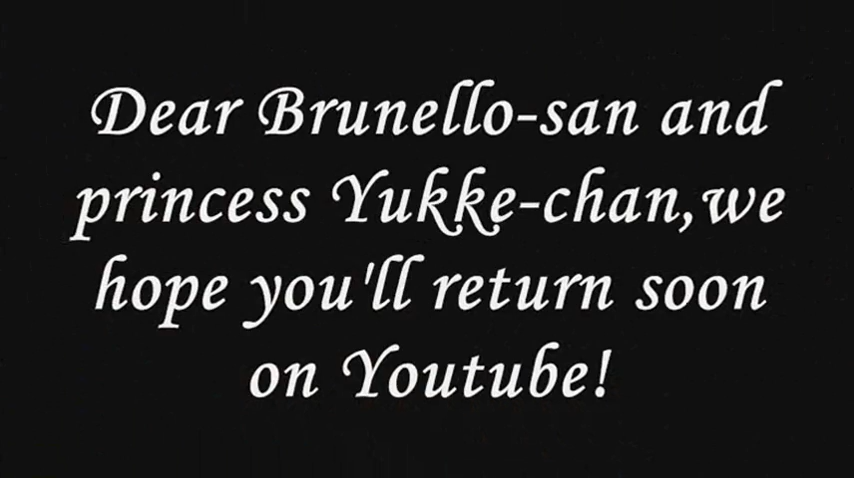 Dear Brunello-san and
princess Yukke-chan,we
hope you'll return soon
on Youtube!